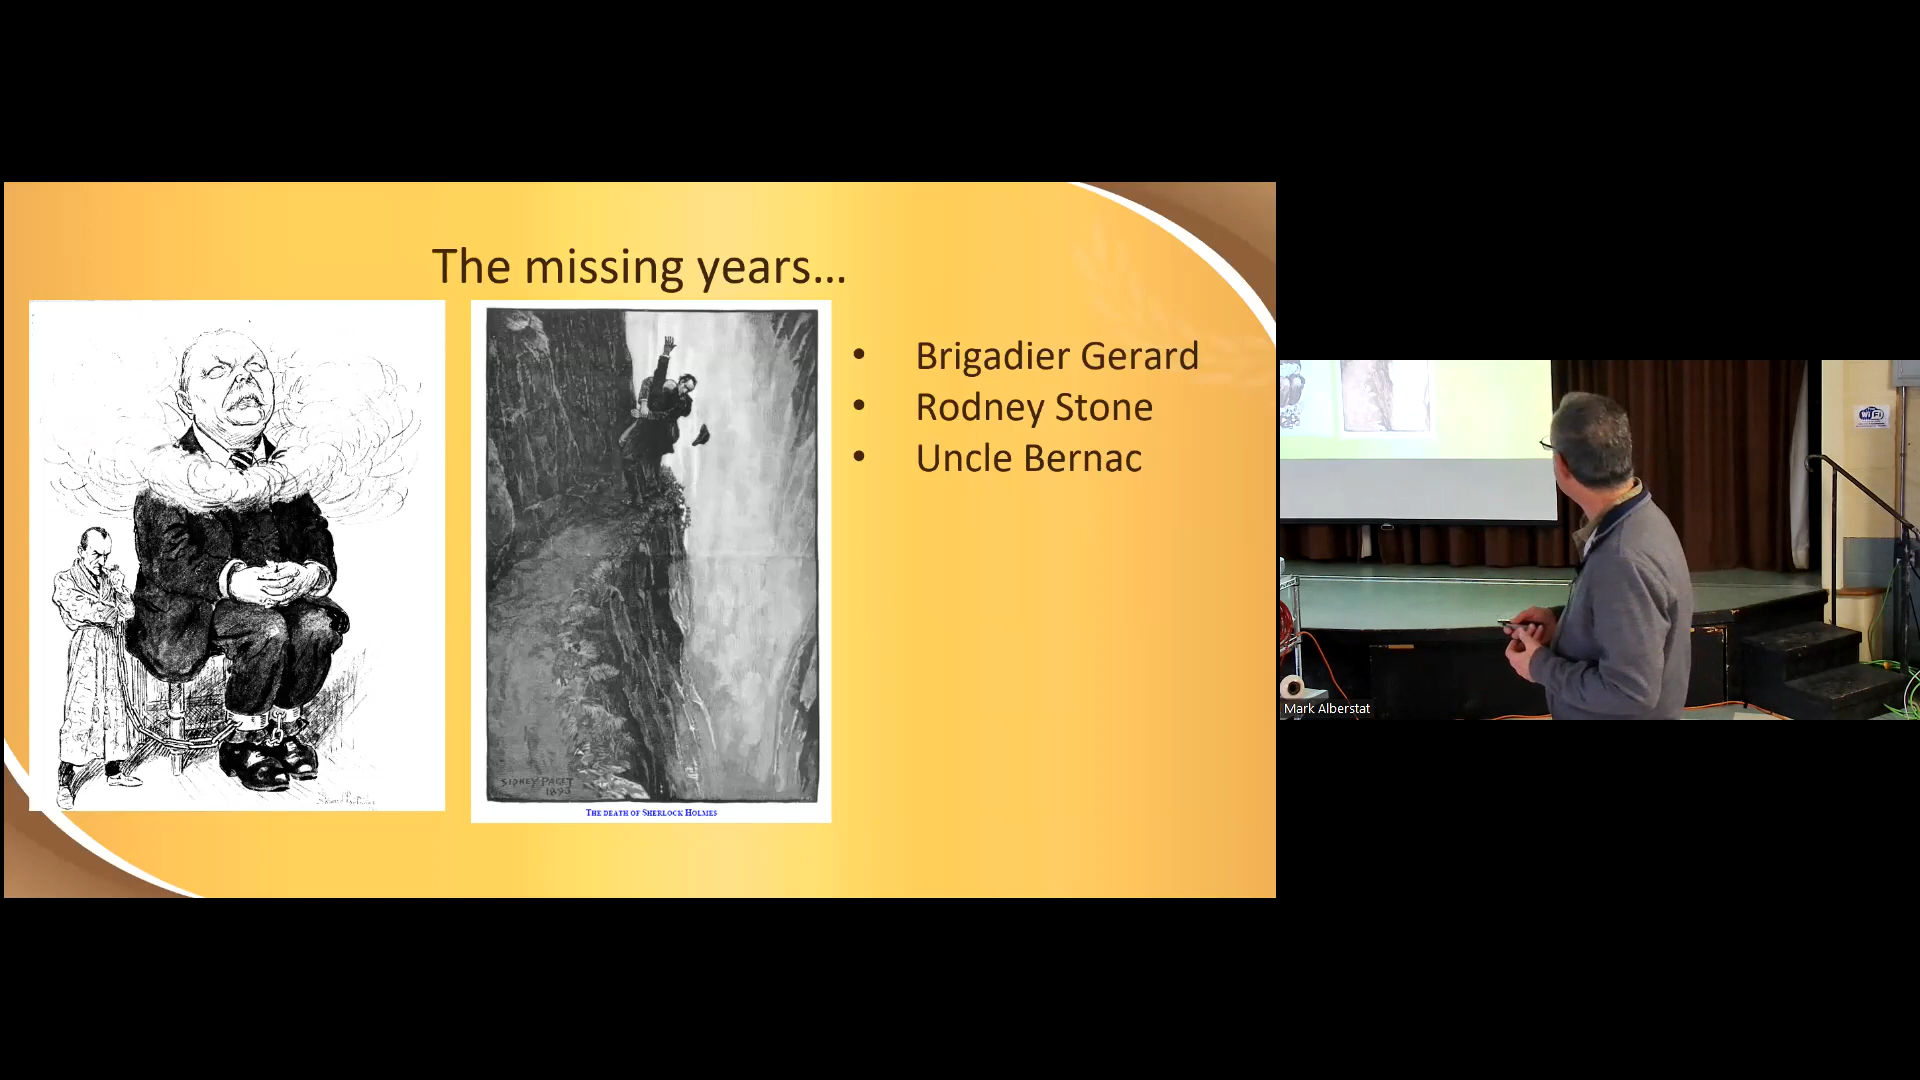 The missing years...
Brigadier Gerard
Rodney Stone
Uncle Bernac
SIDNEY PAGET
1893
THE DEATH OF SHERLOCK HOLMES
WiFi
Mark Alberstat